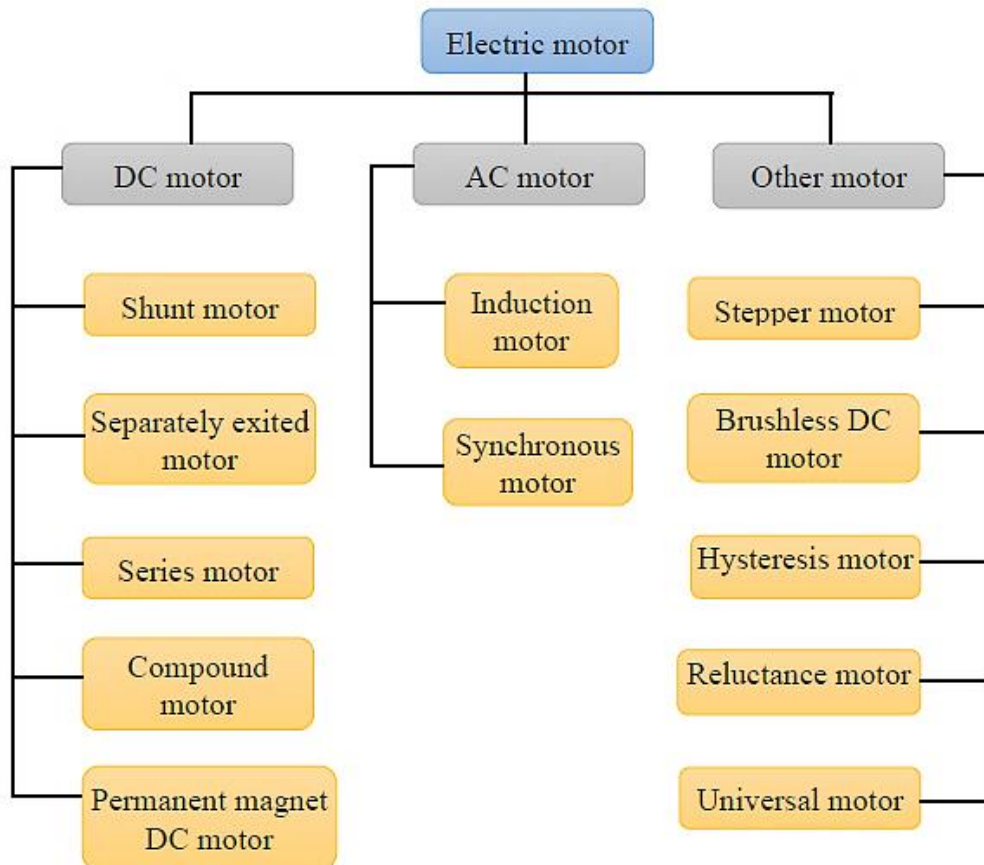 Electric motor
DC motor
AC motor
Other motor
Shunt motor
Separately exited
motor
Series motor
Compound
motor
Permanent magnet
DC motor
Induction
motor
Synchronous
motor
Stepper motor
Brushless DC
motor
Hysteresis motor
Reluctance motor
Universal motor